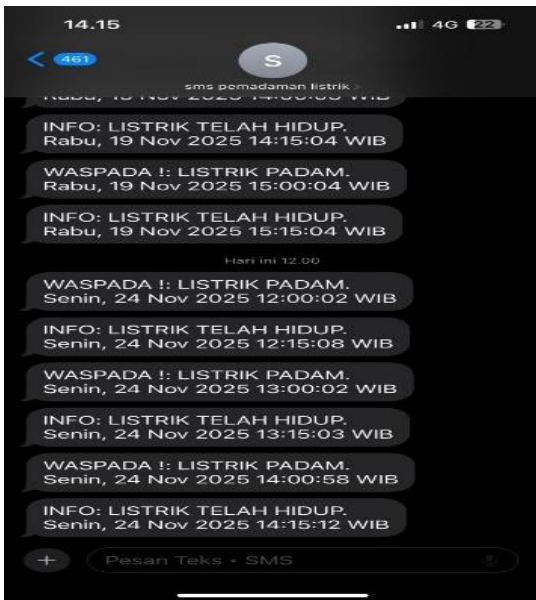 14.15
4G 22
461
S
sms pemadaman listrik
INFO: LISTRIK TELAH HIDUP.
Rabu, 19 Nov 2025 14:15:04 WIB
WASPADA !: LISTRIK PADAM.
Rabu, 19 Nov 2025 15:00:04 WIB
INFO: LISTRIK TELAH HIDUP.
Rabu, 19 Nov 2025 15:15:04 WIB
Hari ini 12.00
WASPADA !: LISTRIK PADAM.
Senin, 24 Nov 2025 12:00:02 WIB
INFO: LISTRIK TELAH HIDUP.
Senin, 24 Nov 2025 12:15:08 WIB
WASPADA !: LISTRIK PADAM.
Senin, 24 Nov 2025 13:00:02 WIB
INFO: LISTRIK TELAH HIDUP.
Senin, 24 Nov 2025 13:15:03 WIB
WASPADA !: LISTRIK PADAM.
Senin, 24 Nov 2025 14:00:58 WIB
INFO: LISTRIK TELAH HIDUP.
Senin, 24 Nov 2025 14:15:12 WIB
Pesan Teks • SMS